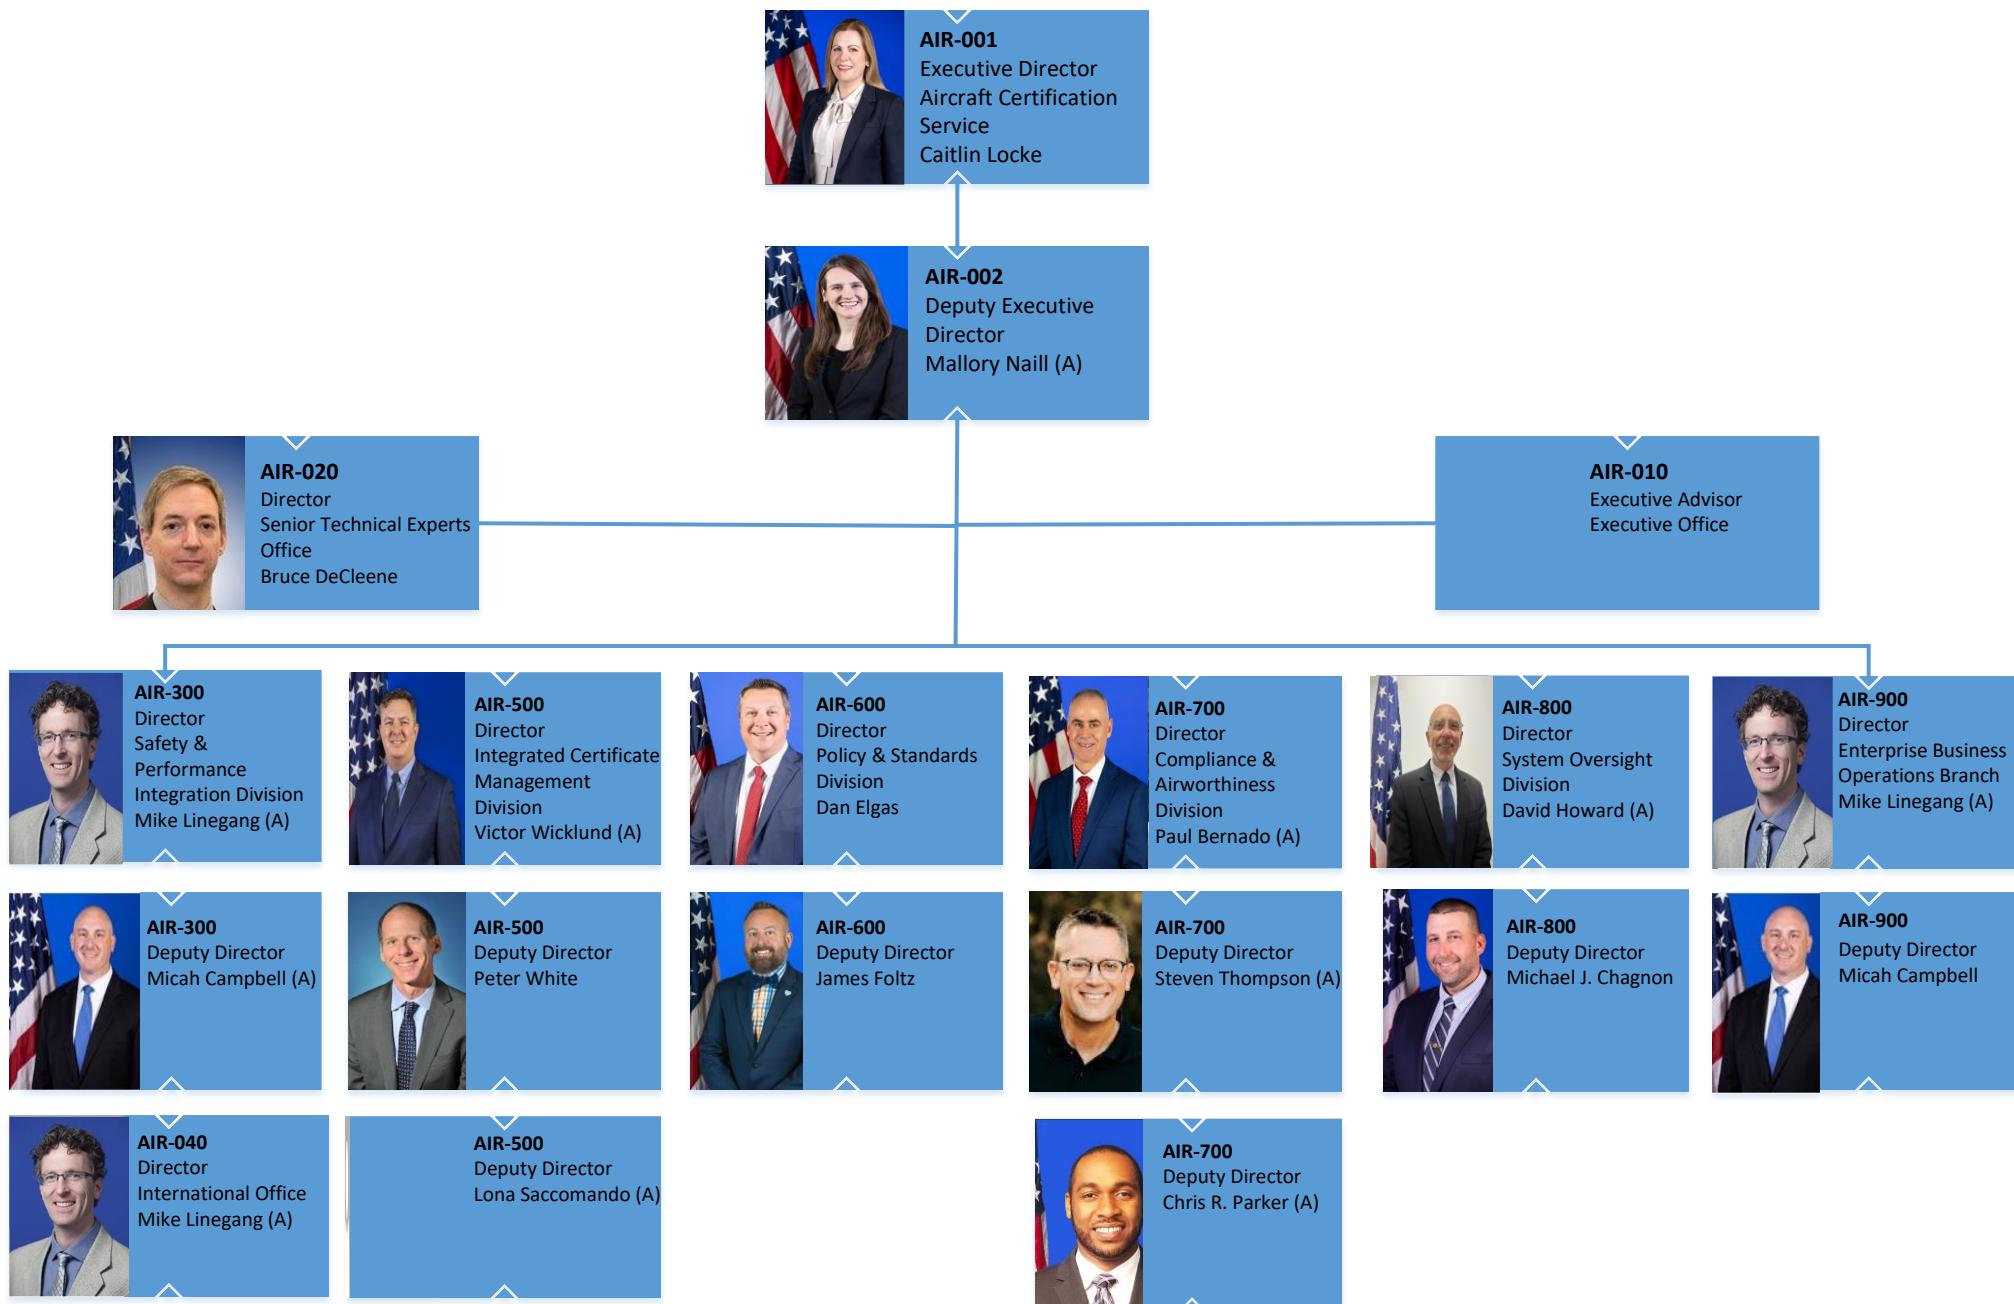 AIR-001
Executive Director
Aircraft Certification
Service
Caitlin Locke
AIR-002
Deputy Executive
Director
Mallory Naill (A)
AIR-020
Director
Senior Technical Experts
Office
Bruce DeCleene
AIR-010
Executive Advisor
Executive Office
AIR-300
Director
Safety &
Performance
Integration Division
Mike Linegang (A)
AIR-500
Director
Integrated Certificate
Management
Division
Victor Wicklund (A)
AIR-600
Director
Policy & Standards
Division
Dan Elgas
AIR-700
Director
Compliance &
Airworthiness
Division
Paul Bernado (A)
AIR-800
Director
System Oversight
Division
David Howard (A)
AIR-900
Director
Enterprise Business
Operations Branch
Mike Linegang (A)
AIR-300
Deputy Director
Micah Campbell (A)
AIR-500
Deputy Director
Peter White
AIR-600
Deputy Director
James Foltz
AIR-700
Deputy Director
Steven Thompson (A)
AIR-800
Deputy Director
Michael J. Chagnon
AIR-900
Deputy Director
Micah Campbell
AIR-040
Director
International Office
Mike Linegang (A)
AIR-500
Deputy Director
Lona Saccomando (A)
AIR-700
Deputy Director
Chris R. Parker (A)